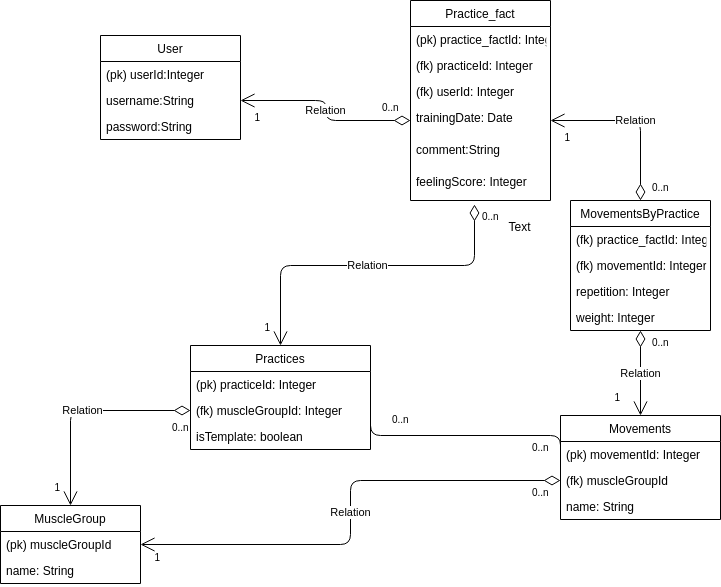 Practice_fact
(pk) practice_factId: Inte
(fk) practiceId: Integer
(fk) userId: Integer
trainingDate: Date
comment:String
feelingScore: Integer
User
(pk) userId:Integer
username:String
password:String
1
Relation
0..n
Relation
1
0..n
MovementsByPractice
(fk) practice_factId: Integ
(fk) movementId: Integer
repetition: Integer
weight: Integer
0..n
Text
Relation
1
0..n
Relation
1
Practices
(pk) practiceId: Integer
(fk) muscleGroupId: Integer
isTemplate: boolean
Relation
0..n
1
0..n
0..n
Movements
(pk) movementId: Integer
(fk) muscleGroupId
name: String
0..n
Relation
1
MuscleGroup
(pk) muscleGroupId
name: String